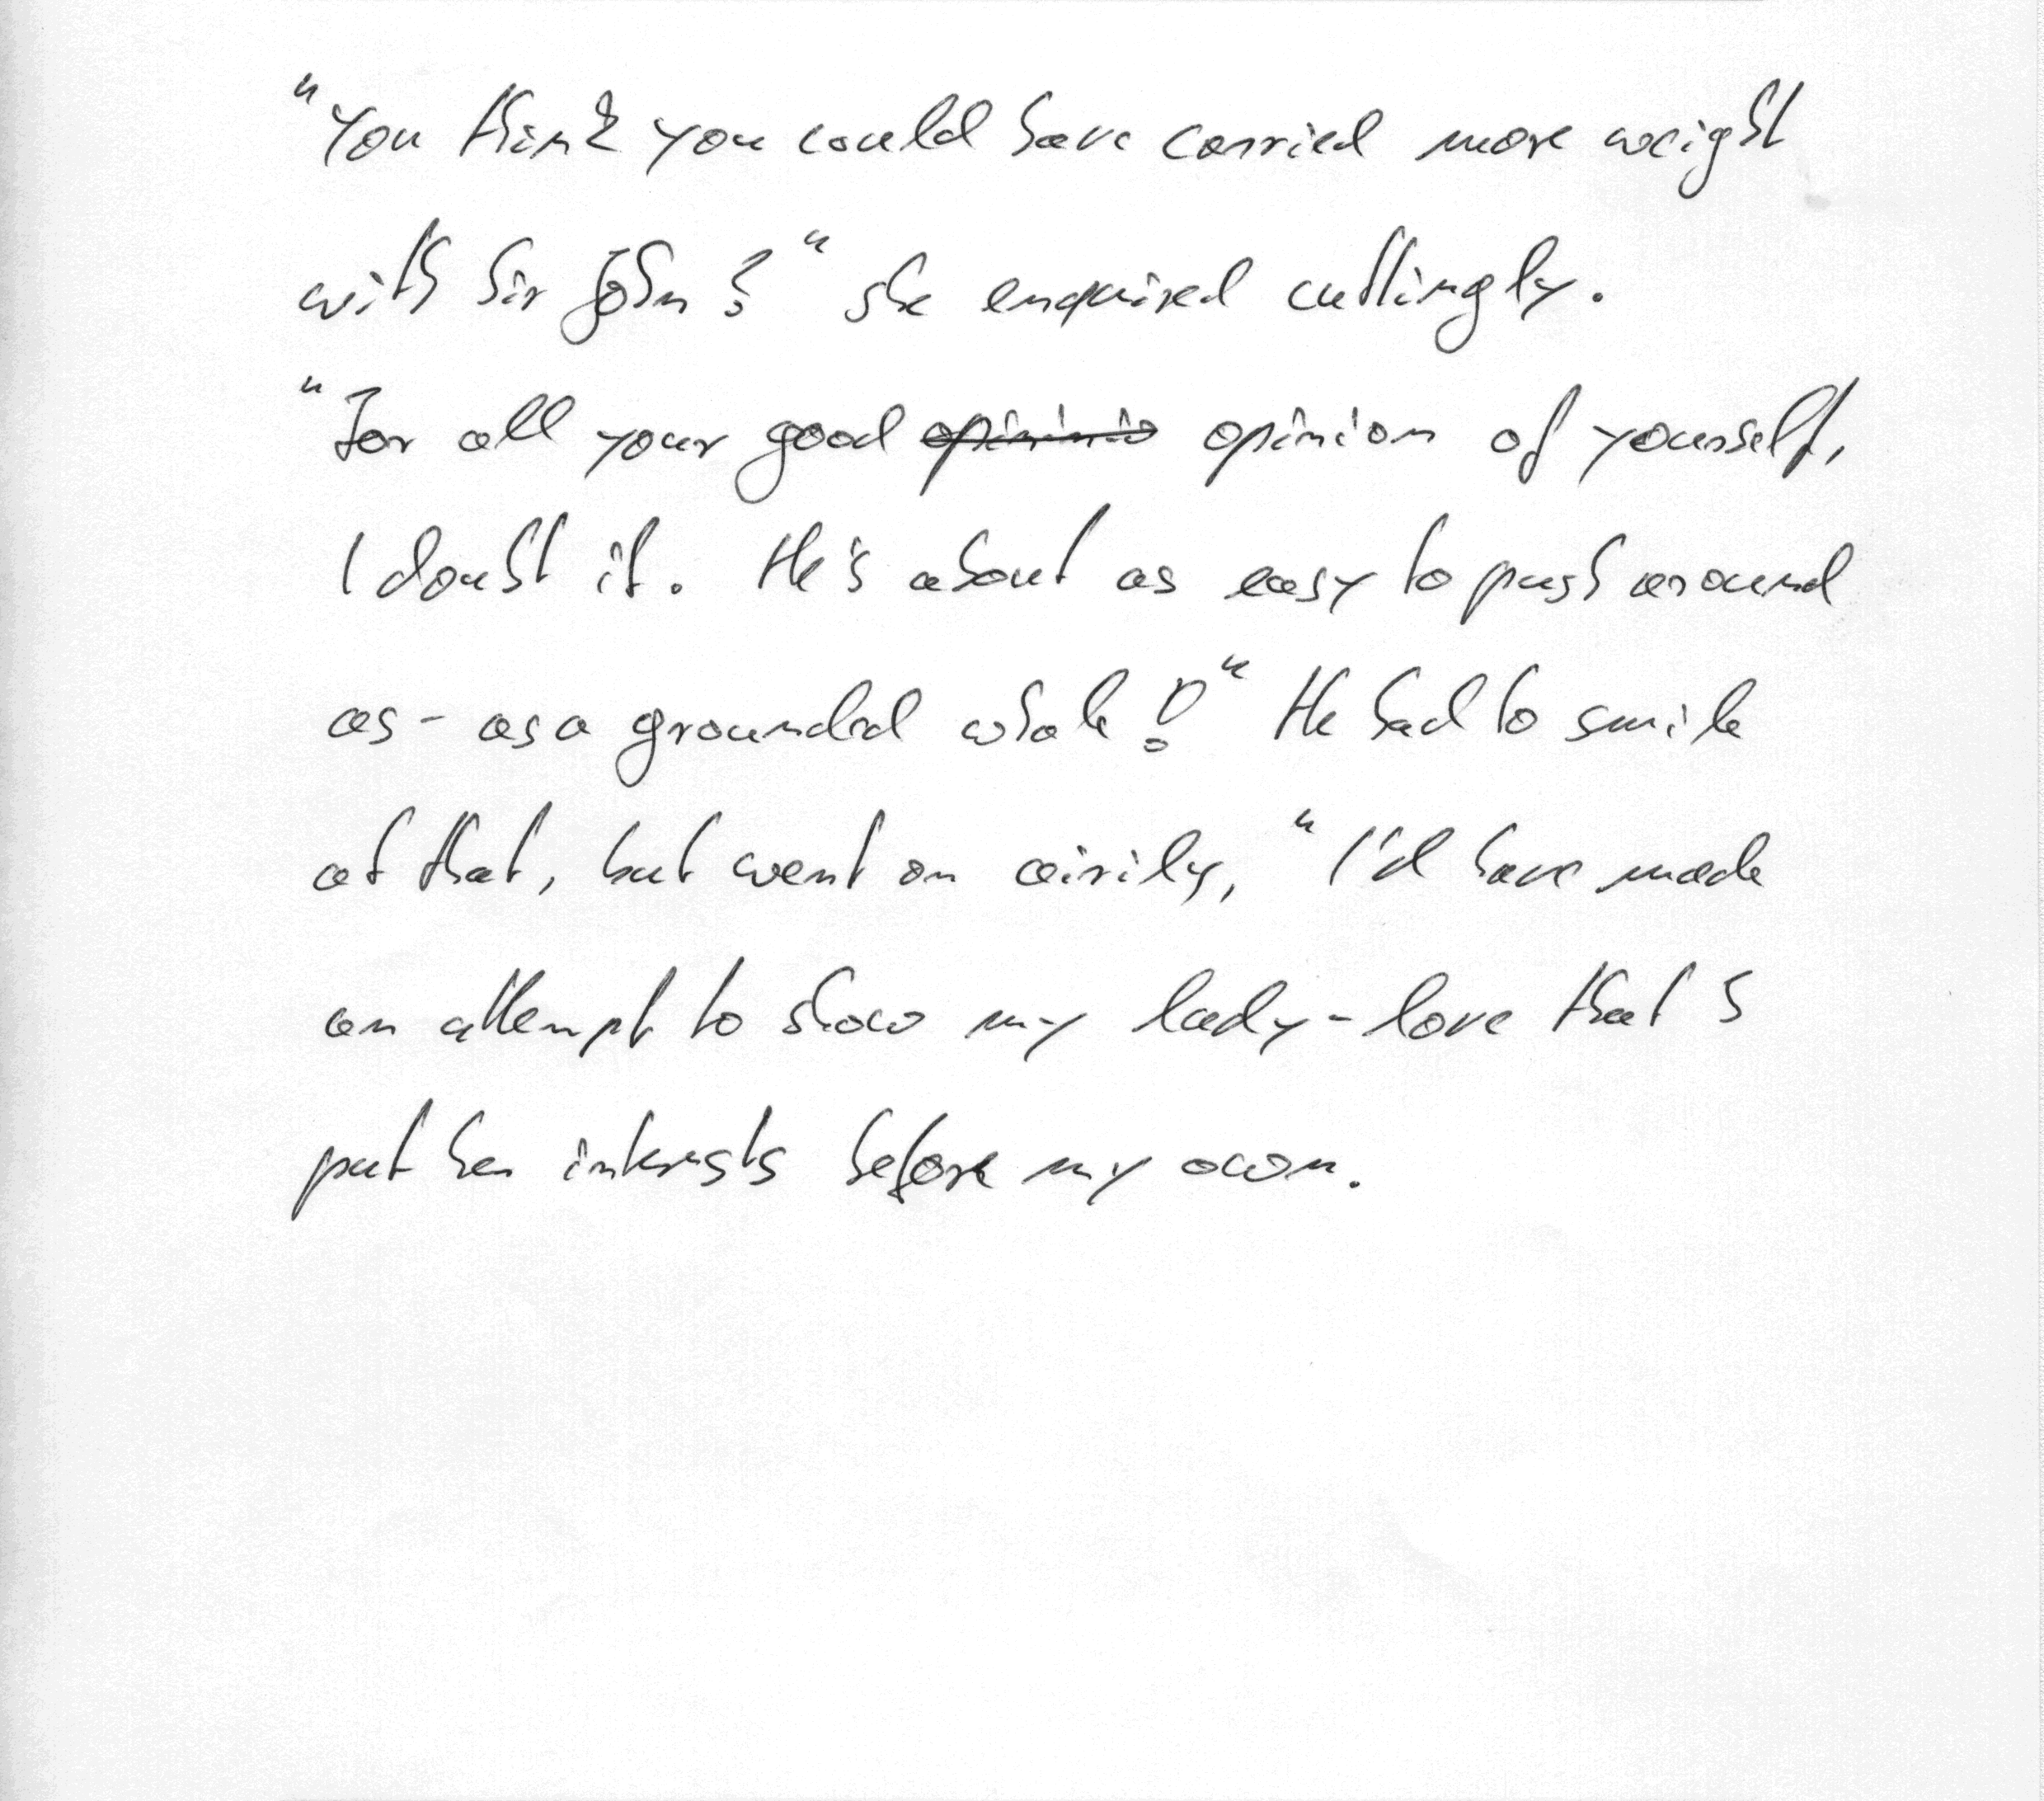 "You think you could have carried more weight
with Sir John?" she enquired cuttingly.
"For all your good opininio opinion of yourself,
I doubt it. He's about as easy to push around
as - as a grounded whale!" He had to smile
at that, but went on airily, "I'd have made
an attempt to show my lady-love that I
put her interests before my own.